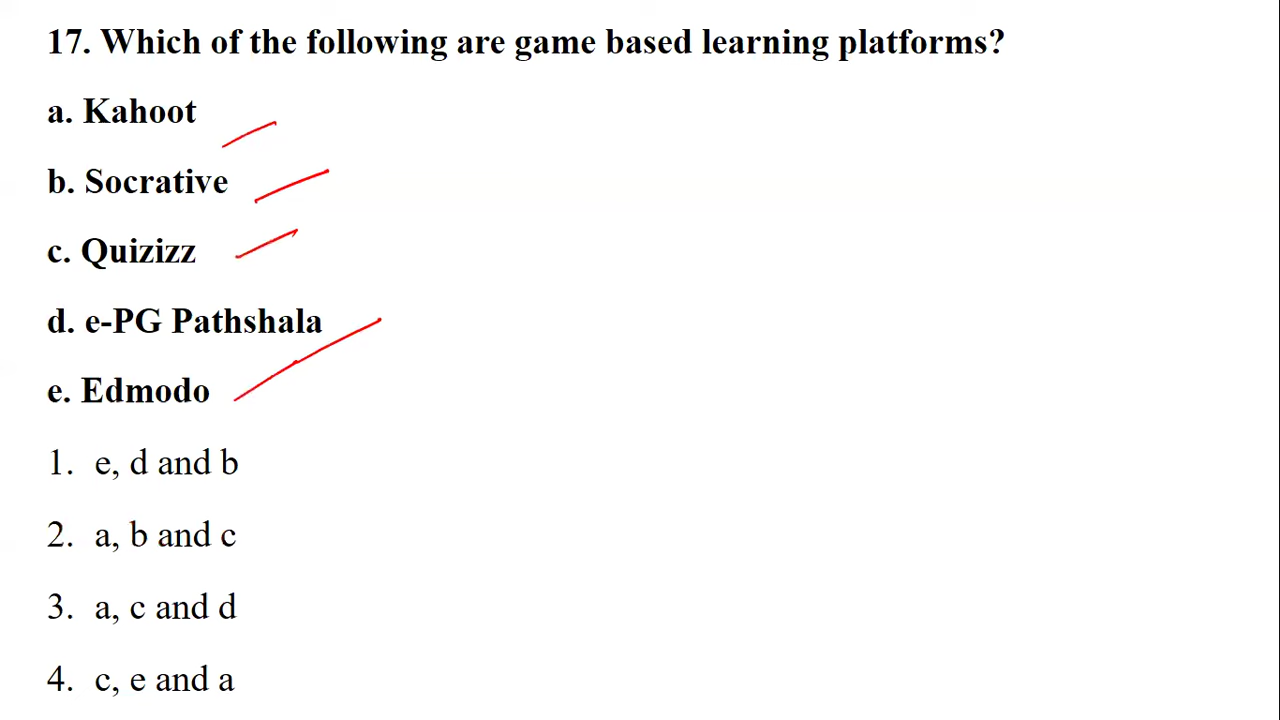 17. Which of the following are game based learning platforms?
a. Kahoot
b. Socrative
c. Quizizz
d. e-PG Pathshala
e. Edmodo
1. e, d and b
2. a, b and c
3. a, c and d
4. c, e and a